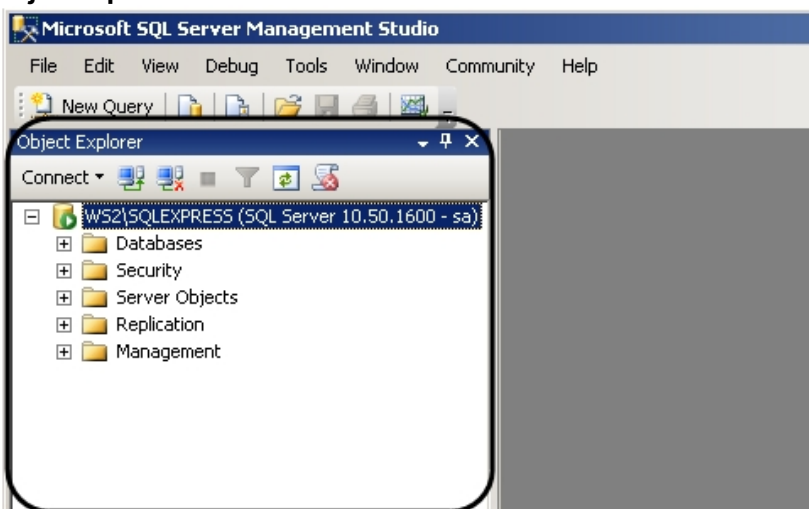 Microsoft SQL Server Management Studio
File Edit View Debug Tools Window Community Help
New Query
Object Explorer
Connect
WS2\SQLEXPRESS (SQL Server 10.50.1600 - sa)
Databases
Security
Server Objects
Replication
Management